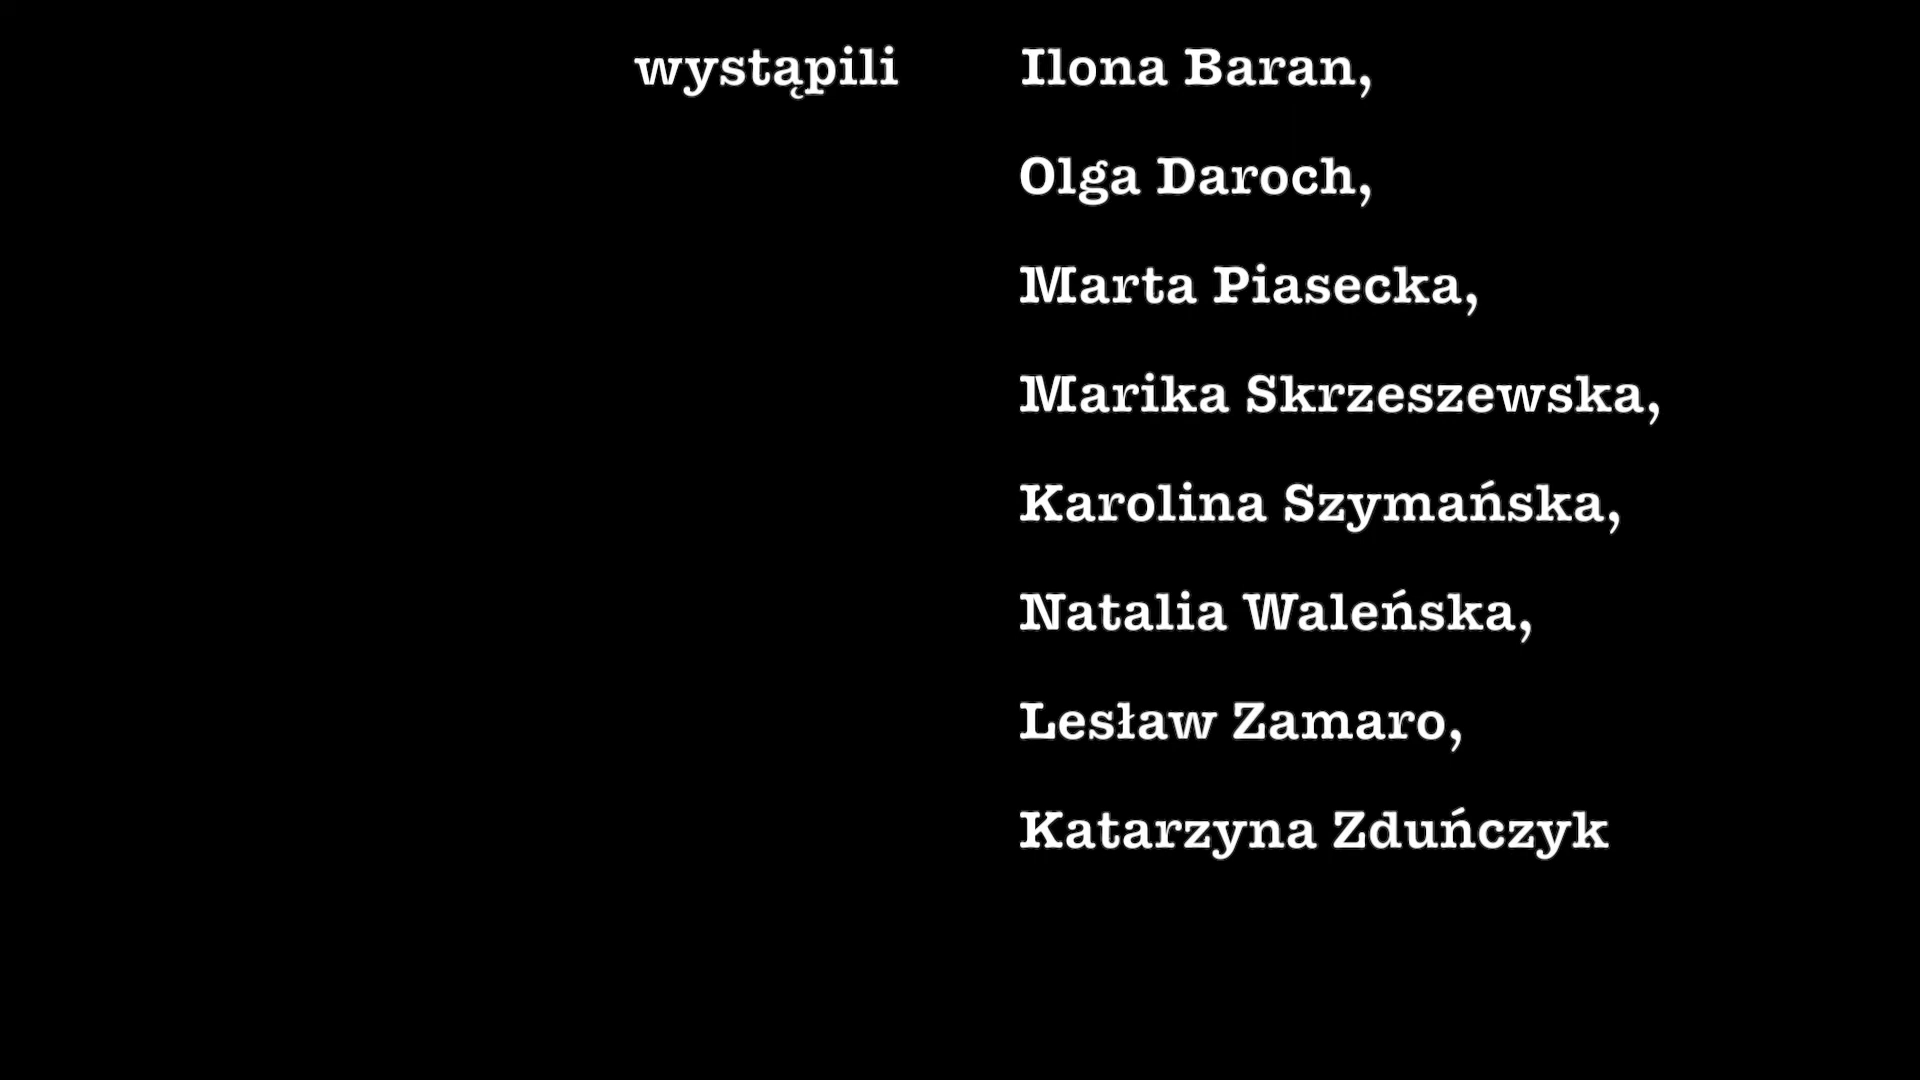 wystąpili Ilona Baran,
Olga Daroch,
Marta Piasecka,
Marika Skrzeszewska,
Karolina Szymańska,
Natalia Waleńska,
Lesław Zamaro,
Katarzyna Zduńczyk